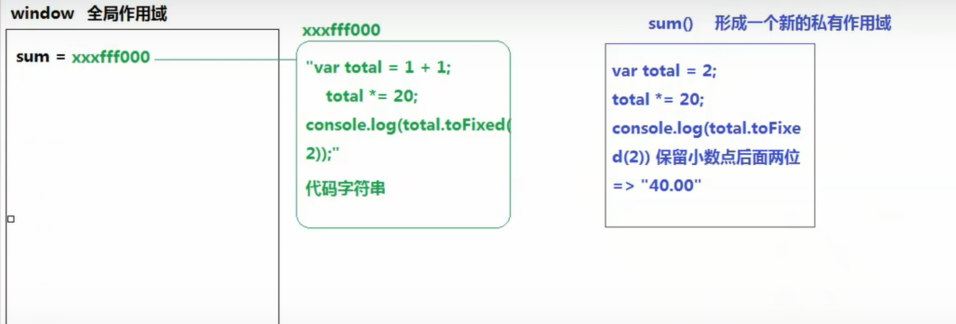 window 全局作用域
sum = xxxfff000
xxxfff000
"var total = 1 + 1;
total *= 20;
console.log(total.toFixed(
2));"
代码字符串
sum() 形成一个新的私有作用域
var total = 2;
total *= 20;
console.log(total.toFixe
d(2)) 保留小数点后面两位
=> "40.00"